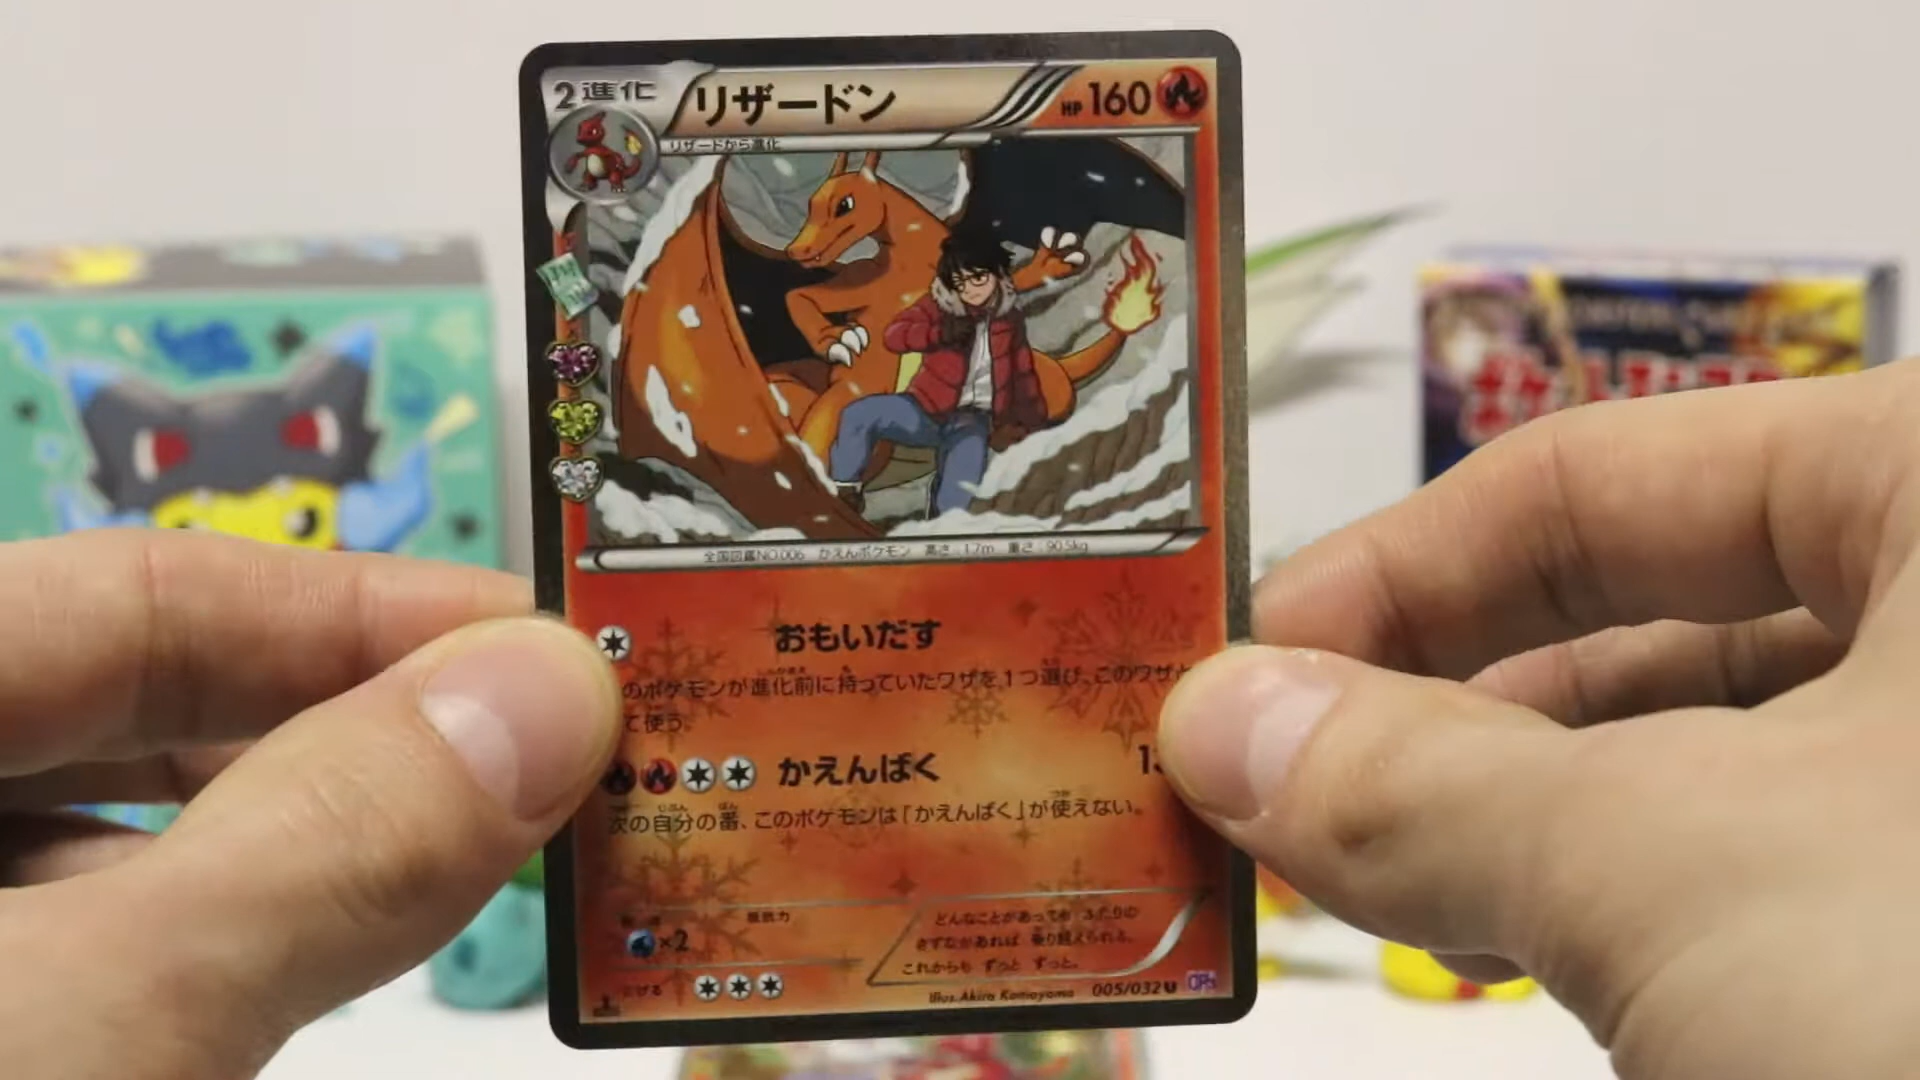 2進化
リザードン
HP 160
リザードから進化
全国図鑑NO.006 かえんポケモン 高さ:1.7m 重さ:90.5kg
おもいだす
のポケモンが進化前に持っていたワザを、1つ選び、このワザと
て使う。
かえんばく
次の自分の番、このポケモンは「かえんばく」が使えない。
抵抗力
×2
どんなことがあっても ふたりの
きずながあれば 乗り越えられる。
これからも ずっと ずっと。
にげる
illus. Akira Komayama 005/032 U